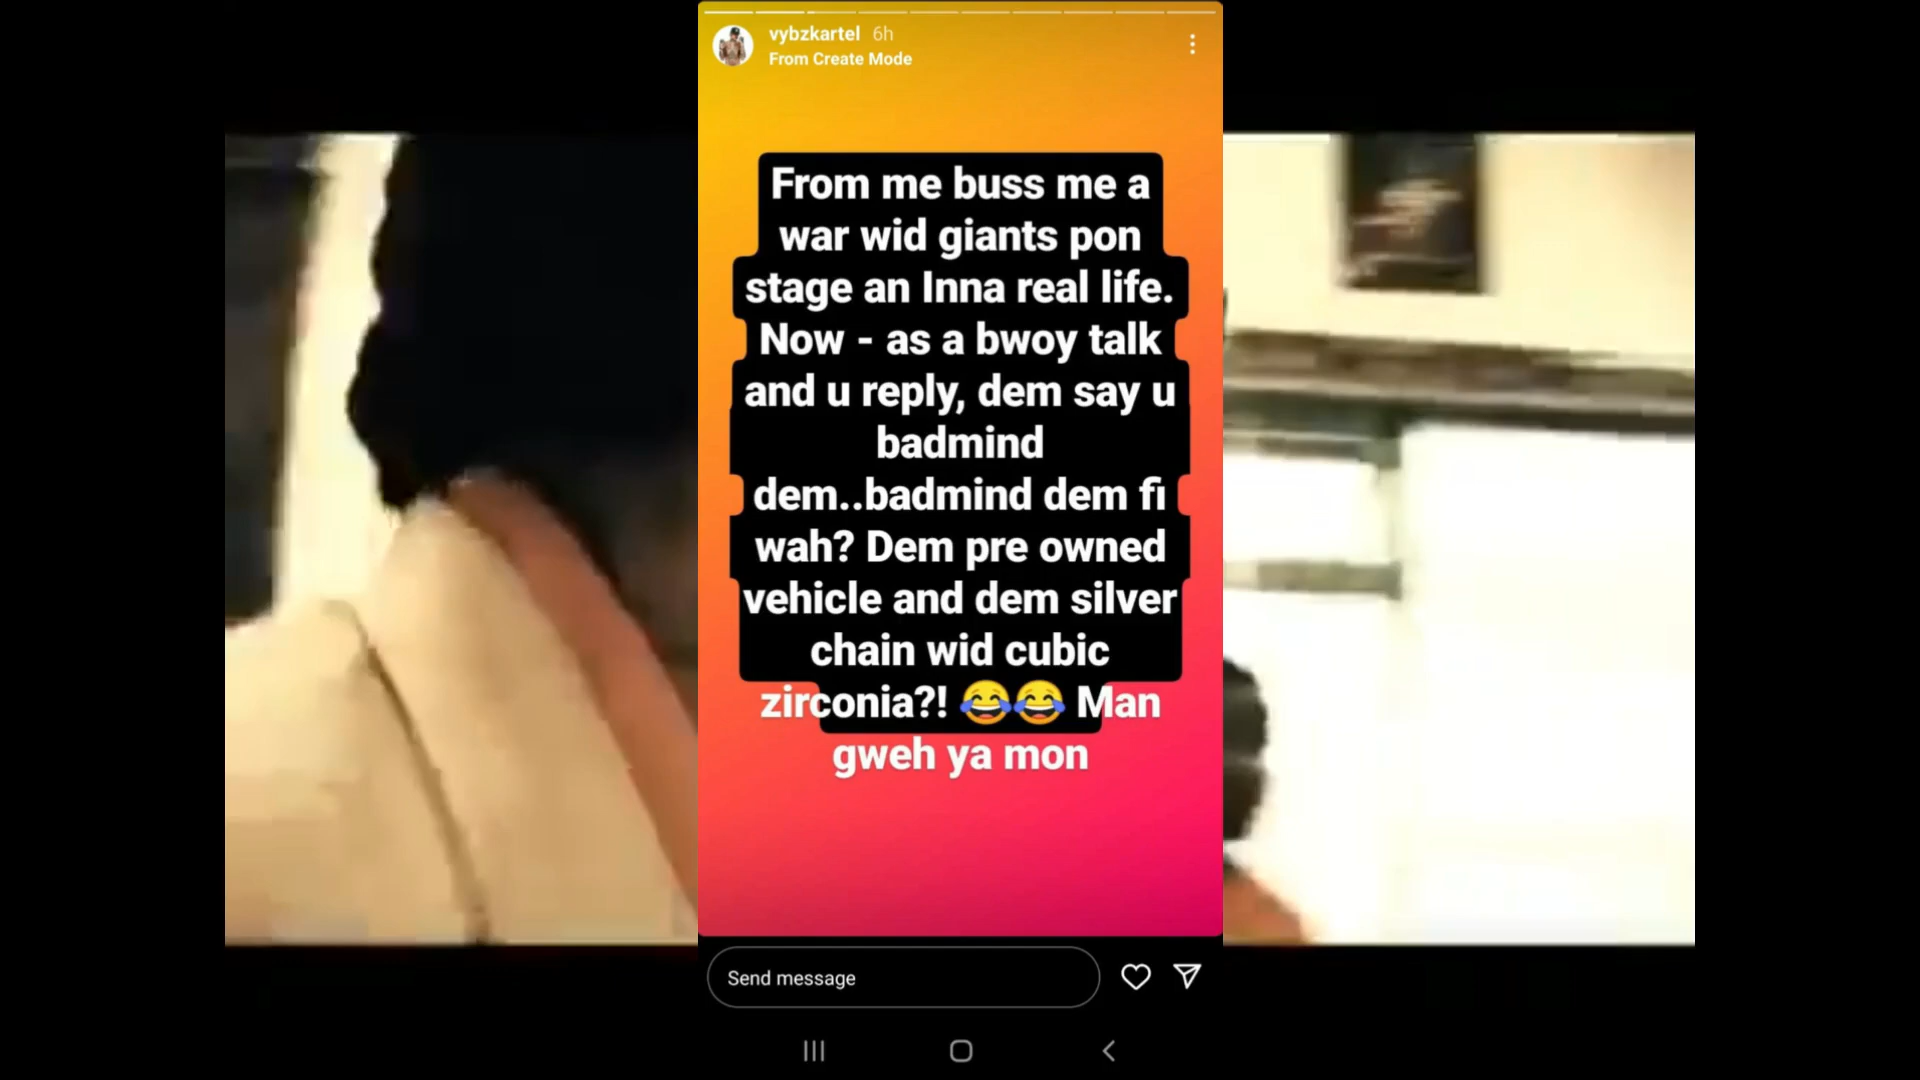 vybzkartel 6h
From Create Mode
From me buss me a
war wid giants pon
stage an Inna real life.
Now - as a bwoy talk
and u reply, dem say u
badmind
dem..badmind dem fi
wah? Dem pre owned
vehicle and dem silver
chain wid cubic
zirconia?! 😂😂 Man
gweh ya mon
Send message